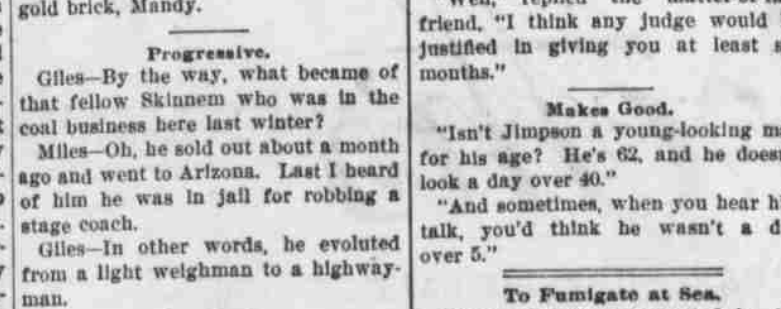 gold brick, Mandy.
Progressive.
Giles—By the way, what became of
that fellow Skinnem who was in the
coal business here last winter?
Miles—Oh, he sold out about a month
ago and went to Arizona. Last I heard
of him he was in jail for robbing a
stage coach.
Giles—In other words, he evoluted
from a light weighman to a highway-
man.
"Well," replied the
friend, "I think any judge would
justified in giving you at least
months."
Makes Good.
"Isn't Jimpson a young-looking
for his age? He's 62, and he
look a day over 40."
"And sometimes, when you hear
talk, you'd think he wasn't a
over 5."
To Fumigate at Sea.